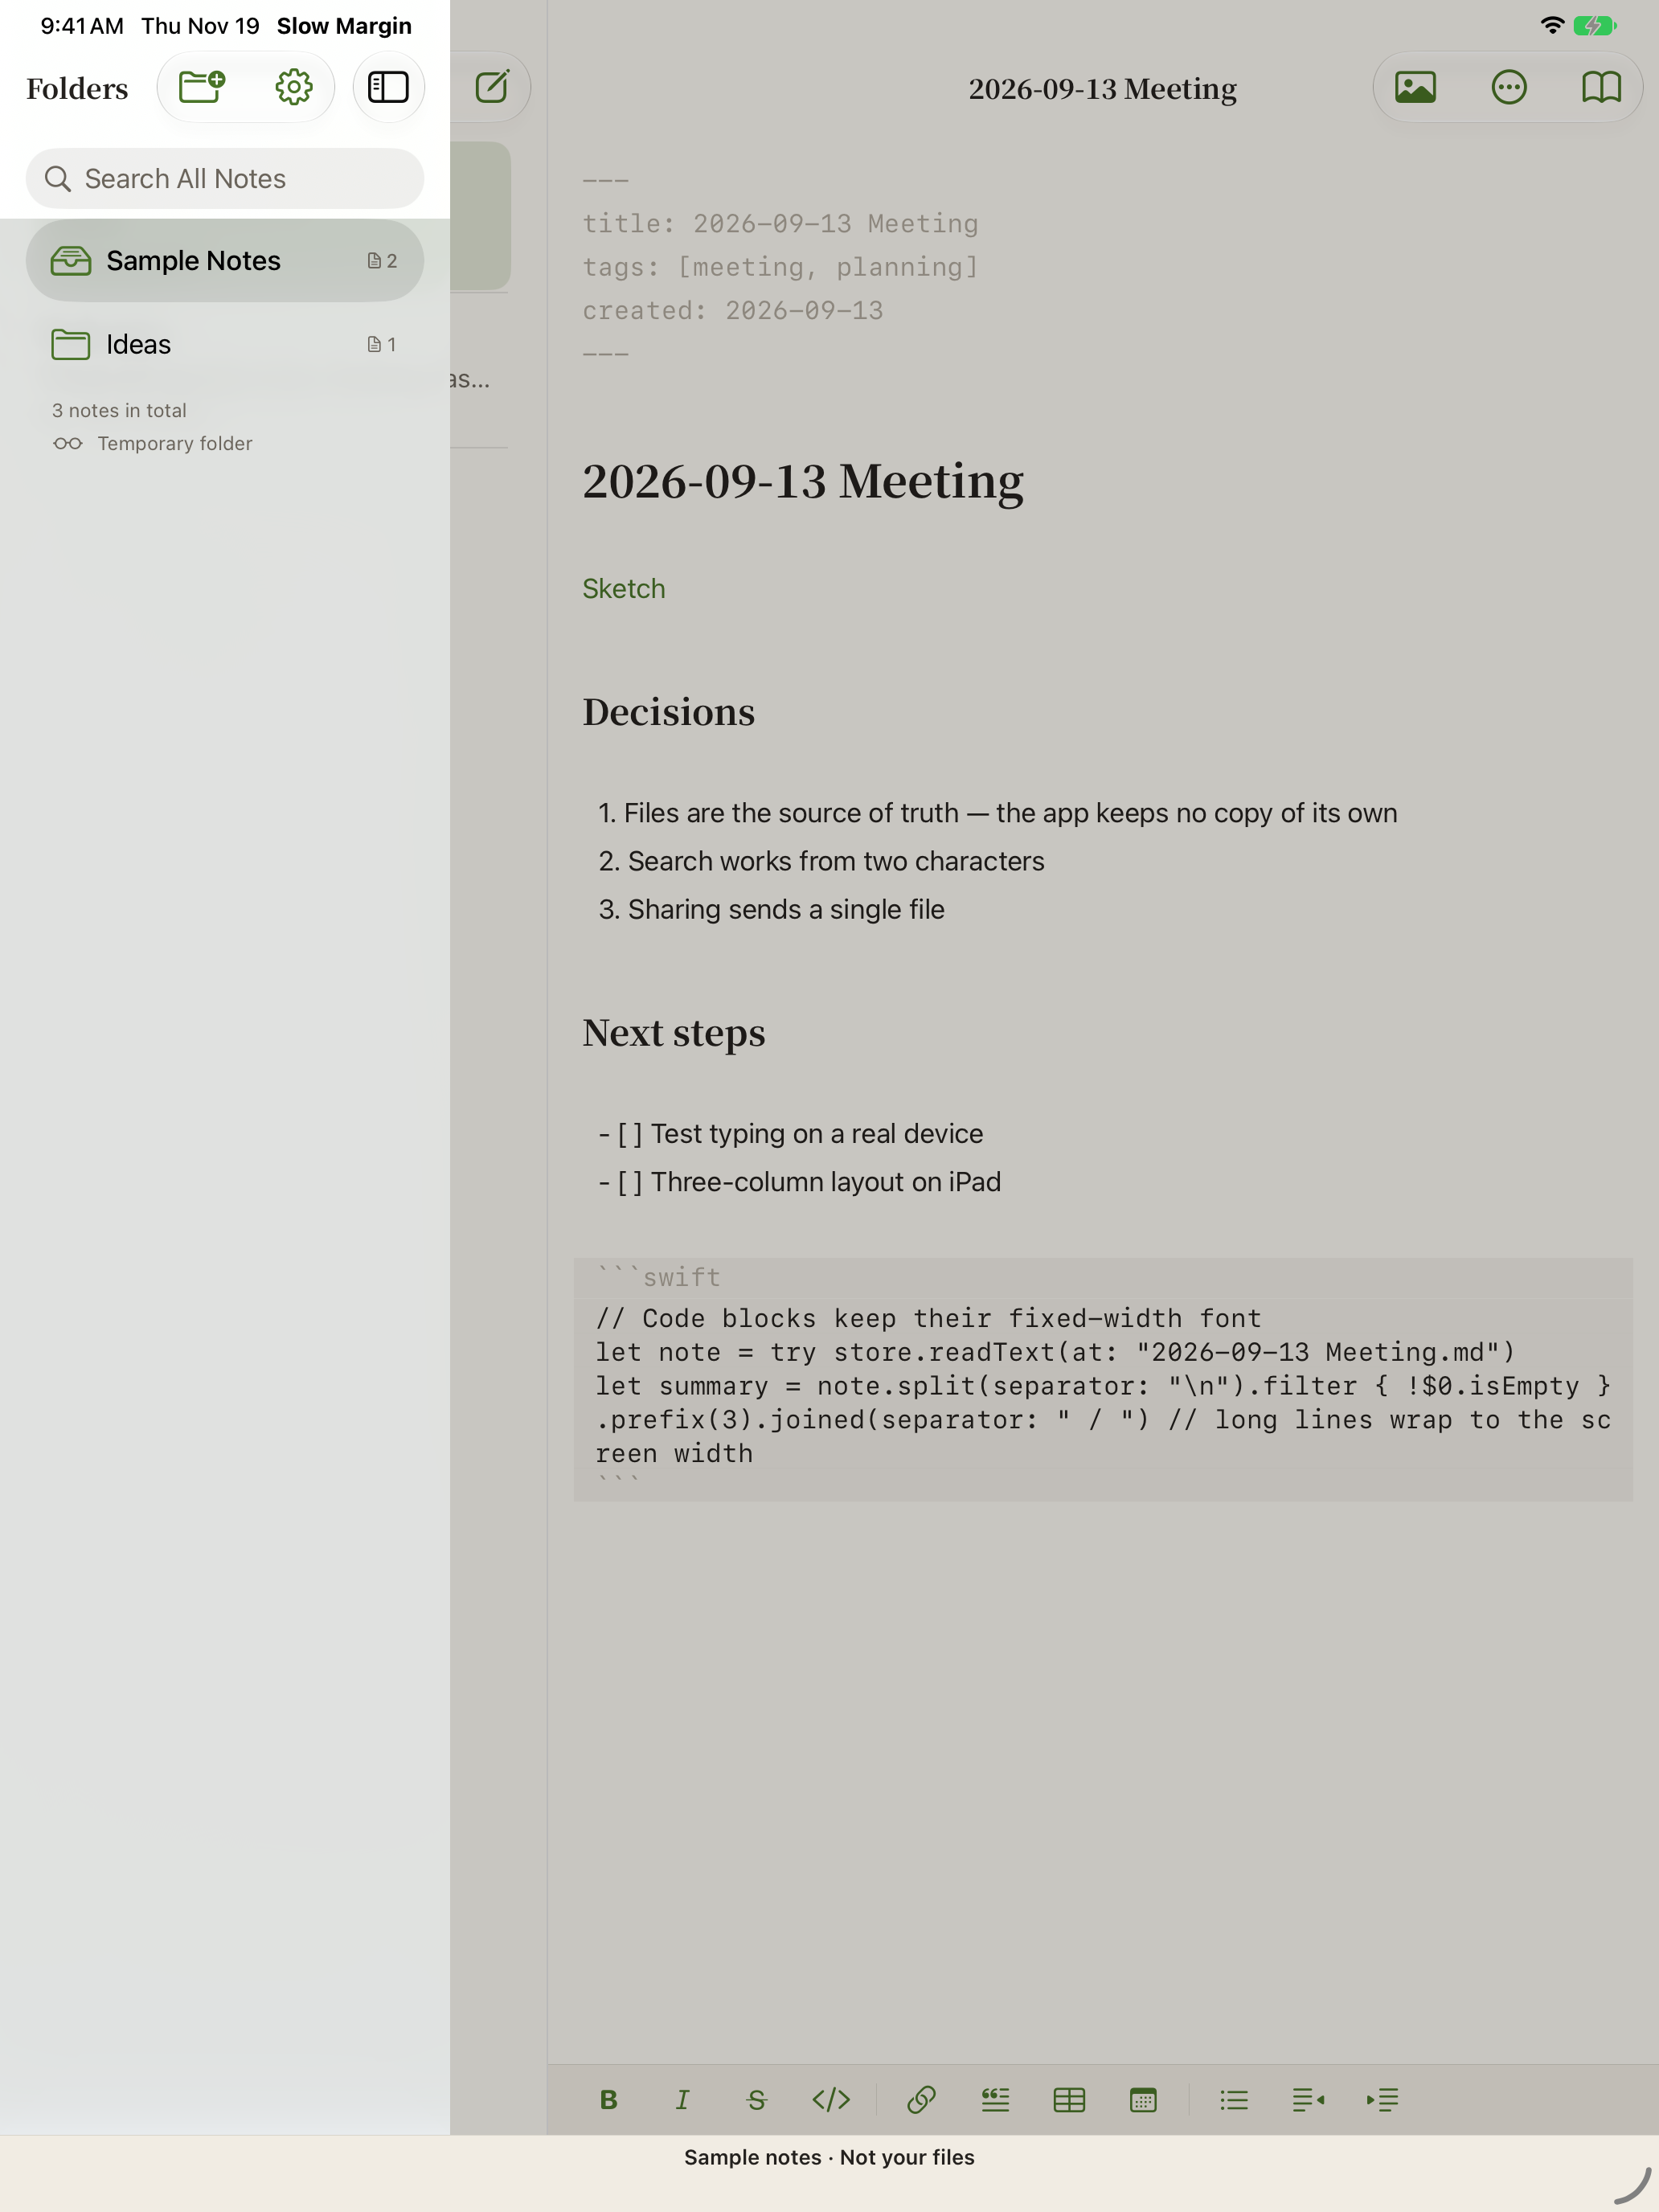 9:41 AM Thu Nov 19 Slow Margin
Folders
Search All Notes
Sample Notes 2
Ideas 1
3 notes in total
Temporary folder
as...
2026-09-13 Meeting
---
title: 2026-09-13 Meeting
tags: [meeting, planning]
created: 2026-09-13
---
2026-09-13 Meeting
Sketch
Decisions
1. Files are the source of truth — the app keeps no copy of its own
2. Search works from two characters
3. Sharing sends a single file
Next steps
- [ ] Test typing on a real device
- [ ] Three-column layout on iPad
```swift
// Code blocks keep their fixed-width font
let note = try store.readText(at: "2026-09-13 Meeting.md")
let summary = note.split(separator: "\n").filter { !$0.isEmpty }
.prefix(3).joined(separator: " / ") // long lines wrap to the sc
reen width
```
B I S </>
Sample notes · Not your files